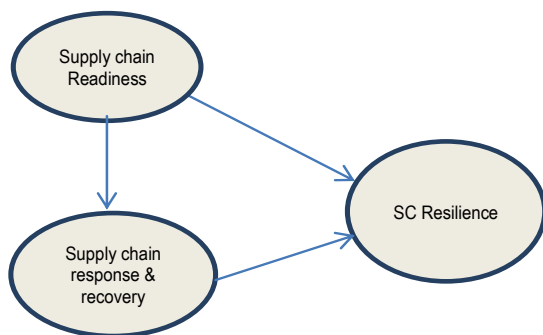 Supply chain
Readiness
SC Resilience
Supply chain
response &
recovery